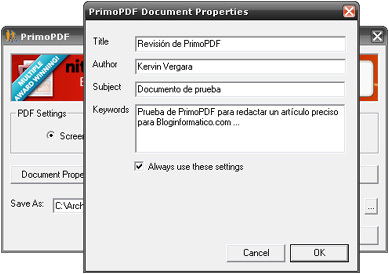 PrimoPDF Document Properties
Title
Revisión de PrimoPDF
Author
Kervin Vergara
Subject
Documento de prueba
Keywords
Prueba de PrimoPDF para redactar un artículo preciso
para Bloginformatico.com ...
Always use these settings
Cancel
OK
PrimoPDF
MULTIPLE
AWARD WINNING!
PDF Settings
Document Prope
Save As:
C:\Arch
...